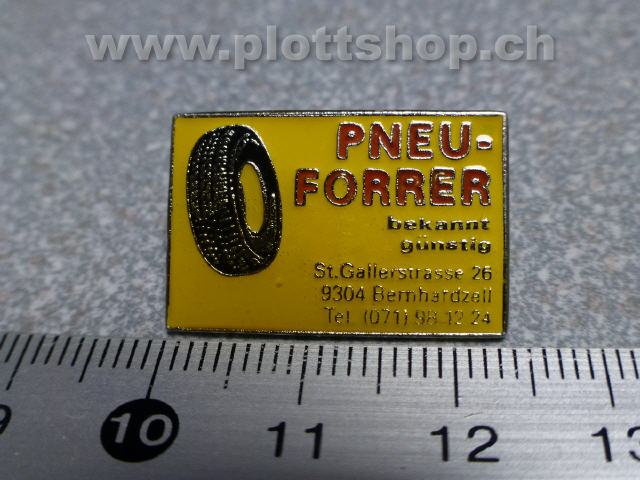 www.plottshop.ch
PNEU-
FORRER
bekannt
günstig
St.Gallerstrasse 26
9304 Bernhardzell
Tel. (071) 98 12 24
9
10
11
12
13